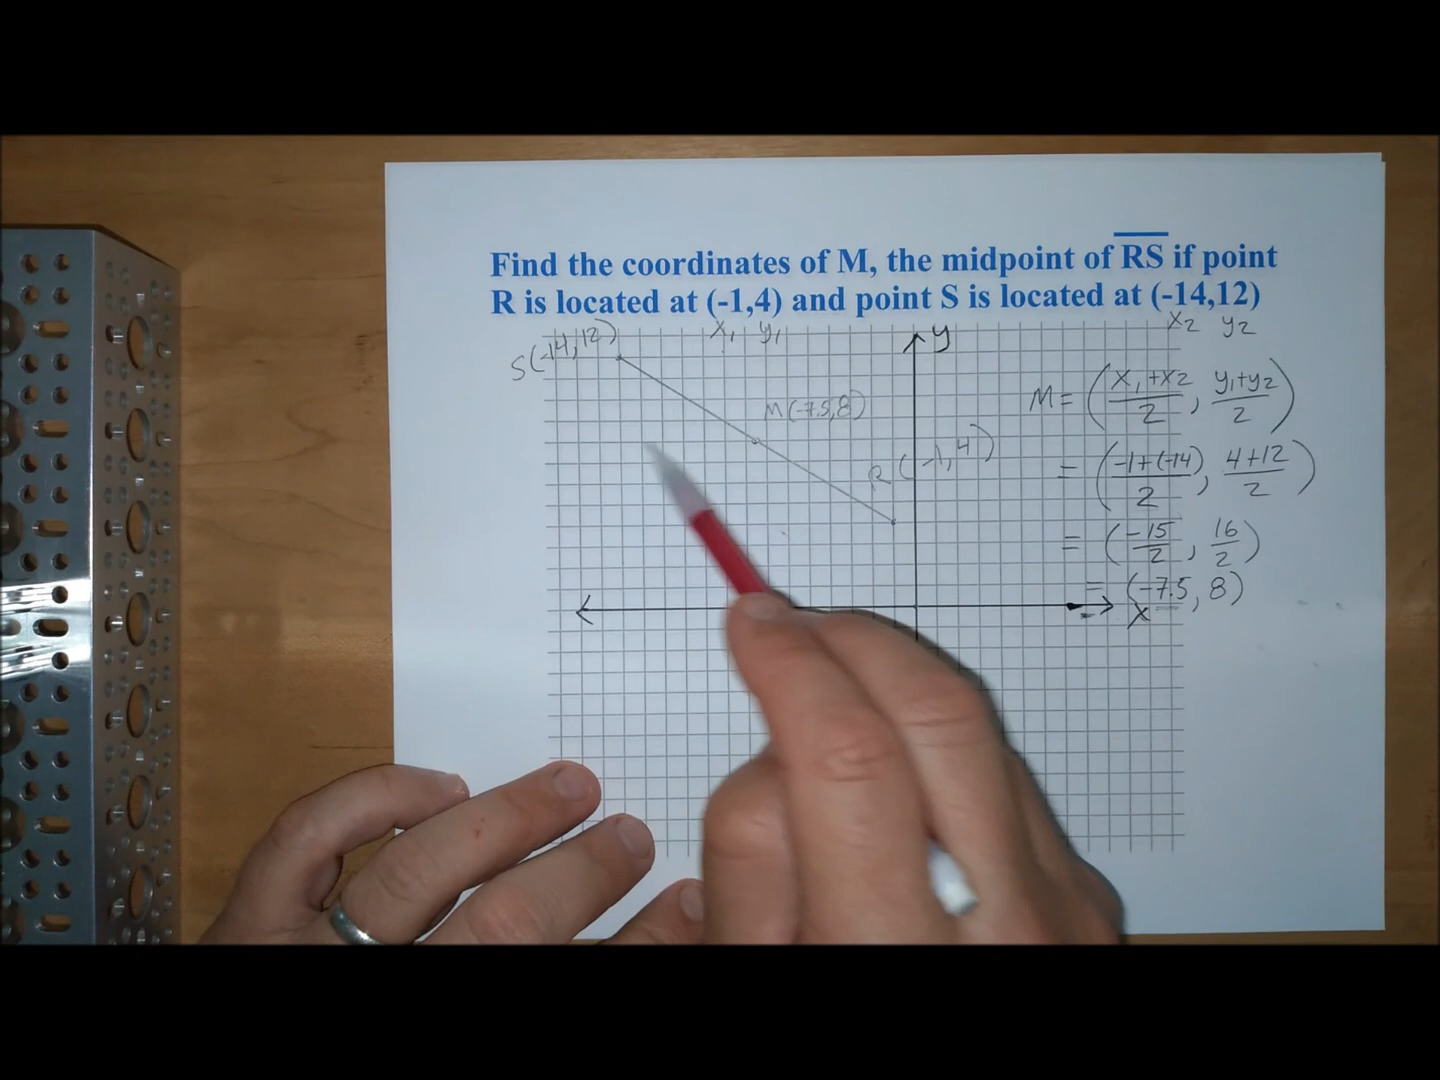 Find the coordinates of M, the midpoint of RS if point
R is located at (-1,4) and point S is located at (-14,12)
x₁ y₁
x₂ y₂
S(-14,12)
y
M(-7.5,8)
R(-1,4)
M = (x₁+x₂/2, y₁+y₂/2)
= (-1+(-14)/2, 4+12/2)
= (-15/2, 16/2)
= (-7.5, 8)
x